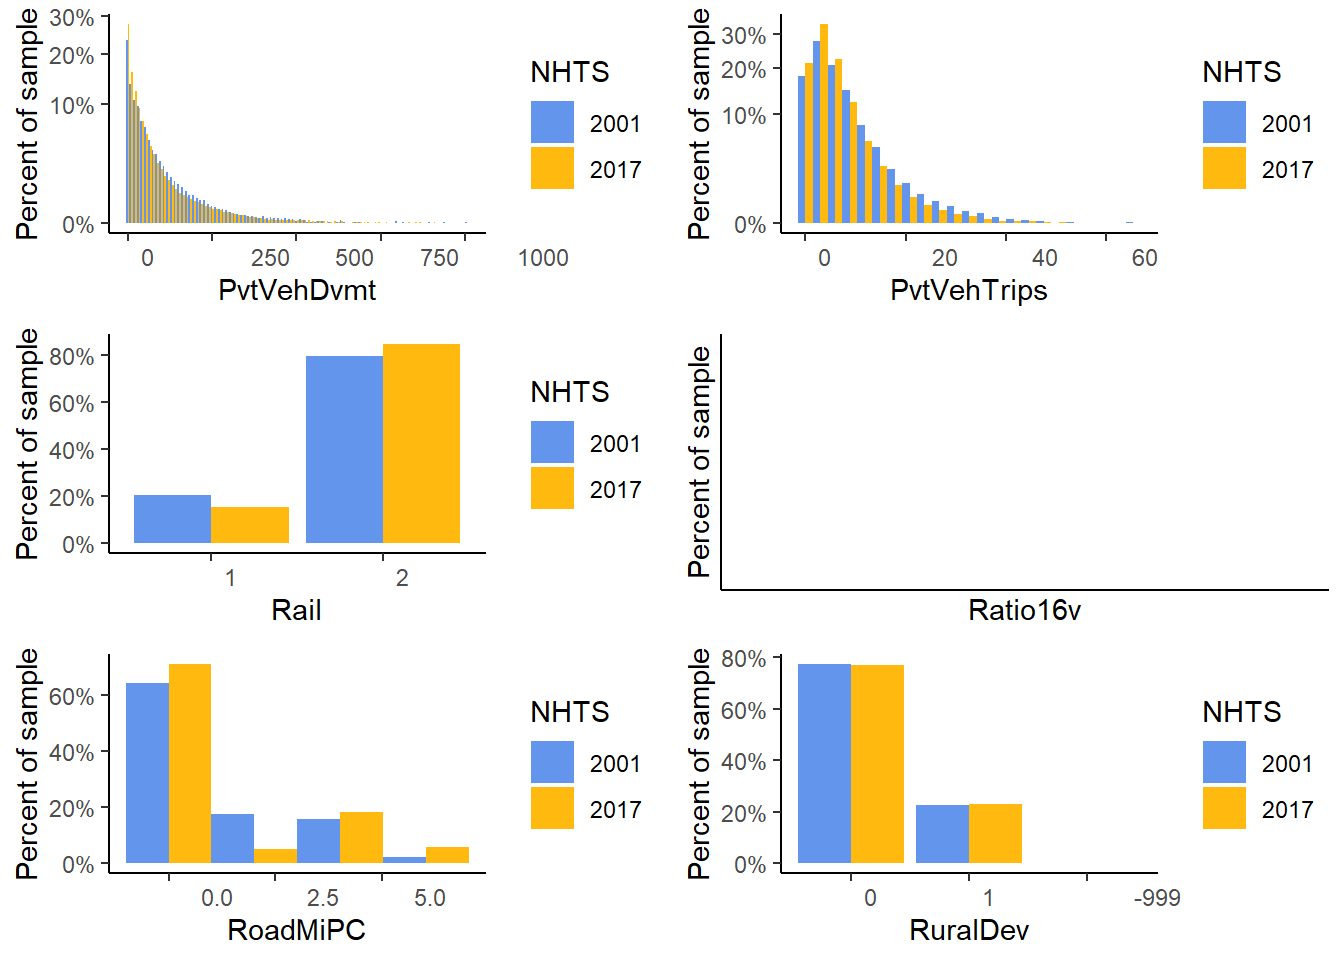 Percent of sample
30%
20%
10%
0%
0 250 500 750 1000
PvtVehDvmt
NHTS
2001
2017
Percent of sample
30%
20%
10%
0%
0 20 40 60
PvtVehTrips
NHTS
2001
2017
Percent of sample
80%
60%
40%
20%
0%
1 2
Rail
NHTS
2001
2017
Percent of sample
Ratio16v
Percent of sample
60%
40%
20%
0%
0.0 2.5 5.0
RoadMiPC
NHTS
2001
2017
Percent of sample
80%
60%
40%
20%
0%
0 1 -999
RuralDev
NHTS
2001
2017